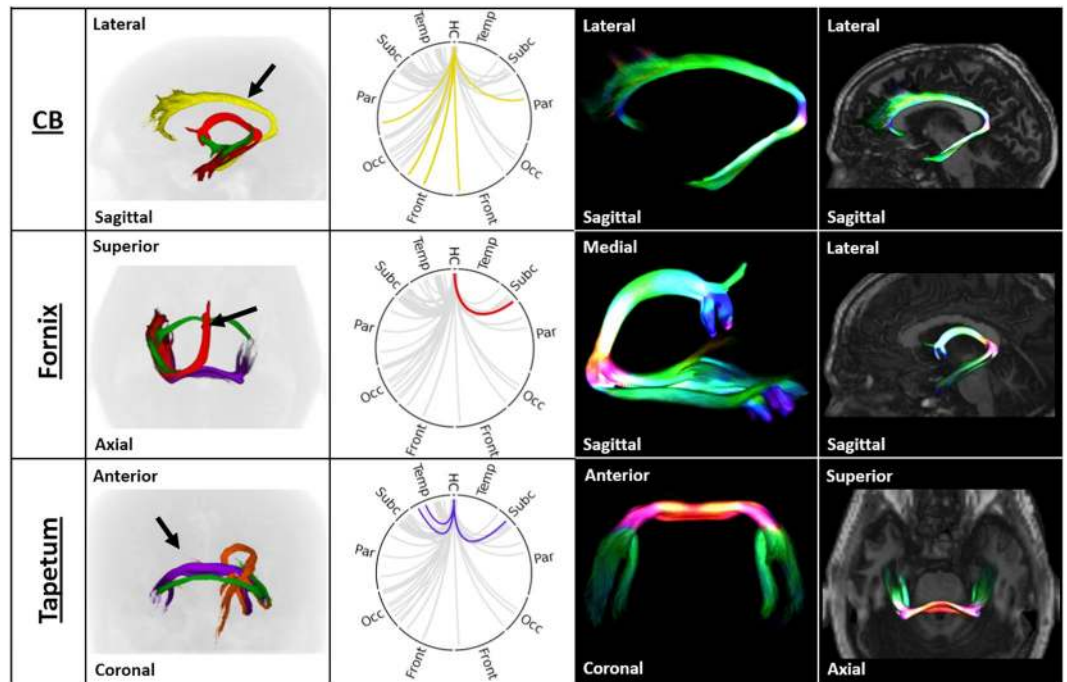 CB
Lateral
Sagittal
HC
Temp
Temp
Subc
Subc
Par
Par
Occ
Occ
Front
Front
Lateral
Sagittal
Lateral
Sagittal
Fornix
Superior
Axial
HC
Temp
Temp
Subc
Subc
Par
Par
Occ
Occ
Front
Front
Medial
Sagittal
Lateral
Sagittal
Tapetum
Anterior
Coronal
HC
Temp
Temp
Subc
Subc
Par
Par
Occ
Occ
Front
Front
Anterior
Coronal
Superior
Axial